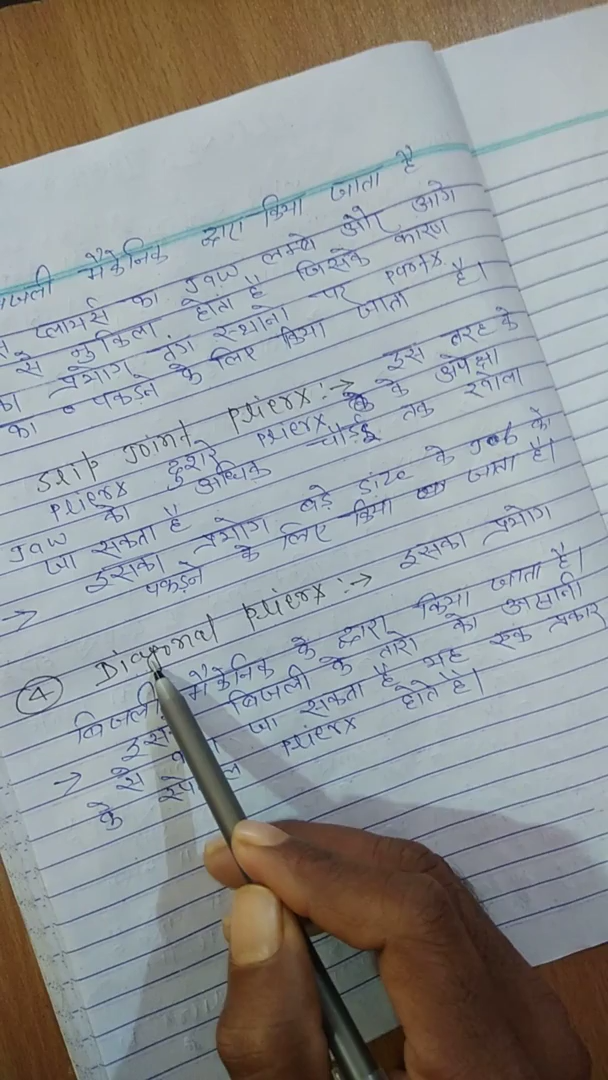 बिजली मैकेनिक द्वारा किया जाता है
प्लायर्स का Jaw लम्बे और आगे
से नुकिला होता है जिसके कारण
प्रयोग तंग स्थानो पर parts
का पकड़ने के लिए किया जाता है।
Slip Joint Plierx :→ इस तरह के
Plierx दुसरे Plierx के अपेक्षा
Jaw को अधिक चौड़ाई तक खोला
जा सकता है
→ इसका प्रयोग बड़े Size के Job को
पकड़ने के लिए किया जाता है।
④ Diagonal Plierx :→ इसका प्रयोग
बिजली मैकेनिक के द्वारा किया जाता है।
→ बिजली के तारो को आसानी
से जा सकता है यह एक प्रकार
के Plierx होते है।